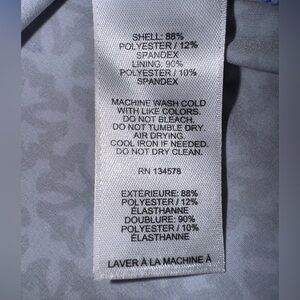 SHELL: 88%
POLYESTER / 12%
SPANDEX
LINING: 90%
POLYESTER / 10%
SPANDEX
MACHINE WASH COLD
WITH LIKE COLORS.
DO NOT BLEACH.
DO NOT TUMBLE DRY.
AIR DRYING.
COOL IRON IF NEEDED.
DO NOT DRY CLEAN.
RN 134578
EXTÉRIEURE: 88%
POLYESTER / 12%
ÉLASTHANNE
DOUBLURE: 90%
POLYESTER / 10%
ÉLASTHANNE
LAVER À LA MACHINE À